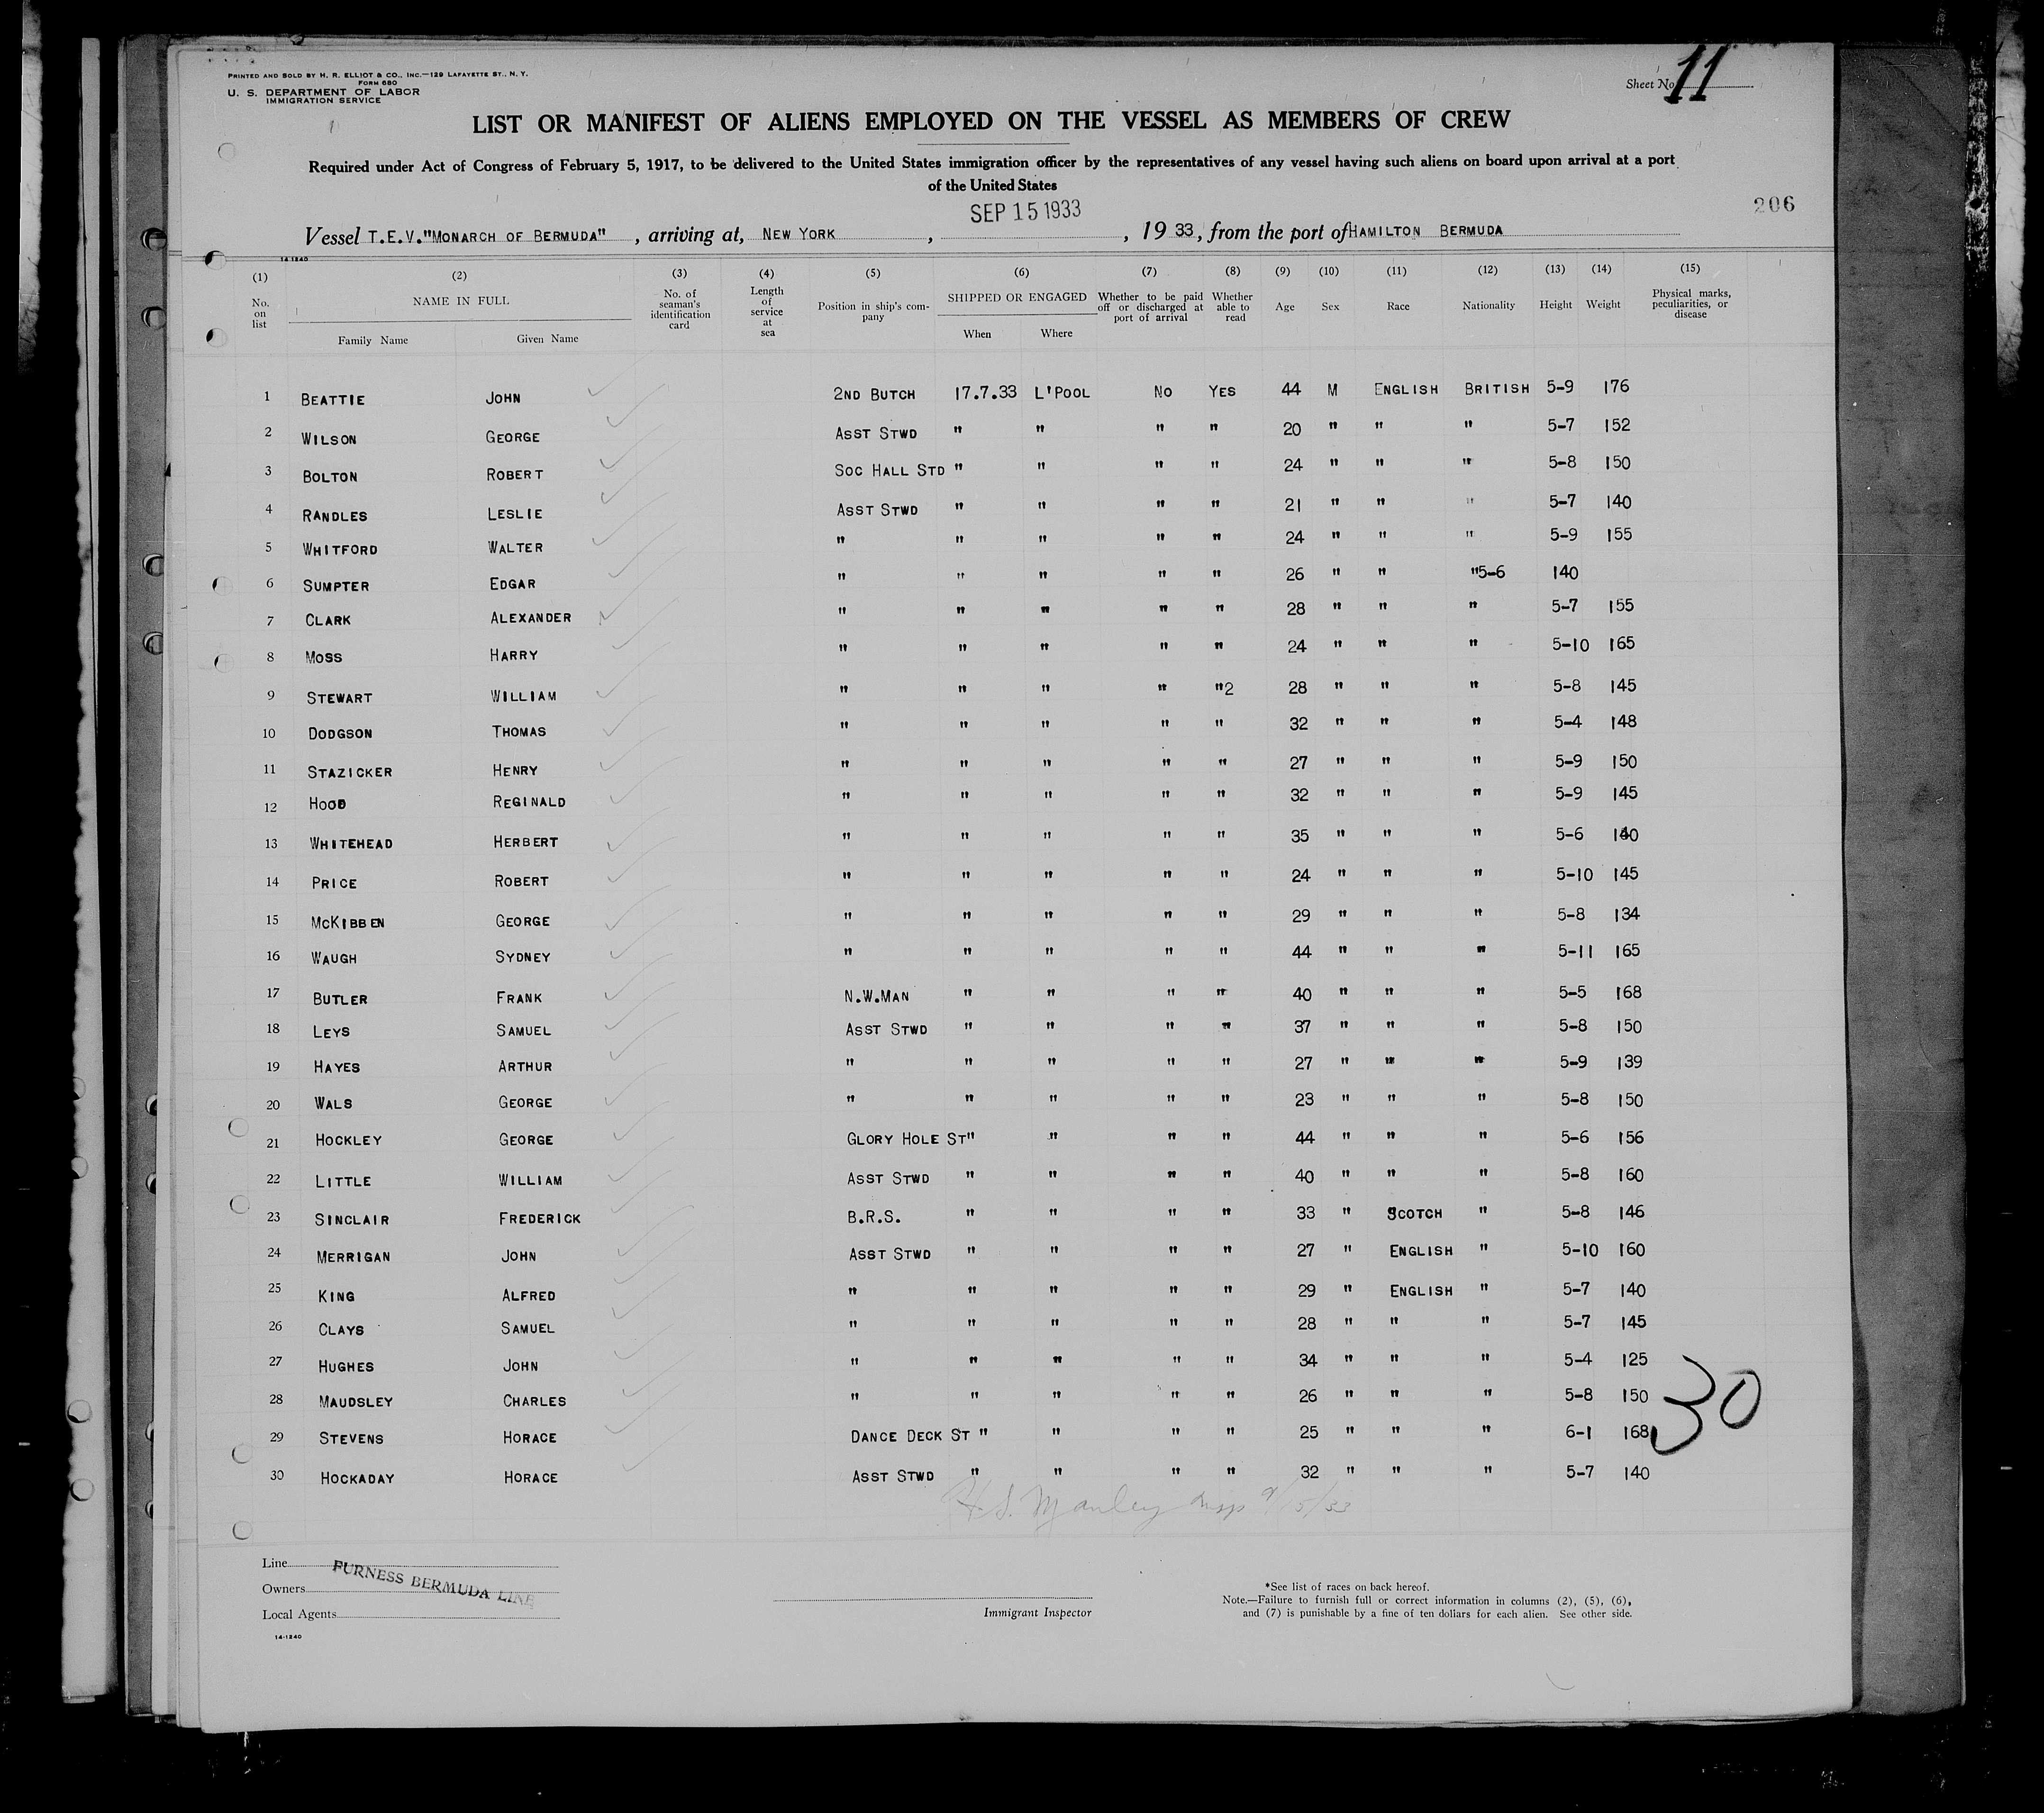 PRINTED AND SOLD BY H. R. ELLIOT & CO., INC.—129 LAFAYETTE ST., N. Y.
FORM 680
U. S. DEPARTMENT OF LABOR
IMMIGRATION SERVICE
Sheet No. 11
LIST OR MANIFEST OF ALIENS EMPLOYED ON THE VESSEL AS MEMBERS OF CREW
Required under Act of Congress of February 5, 1917, to be delivered to the United States immigration officer by the representatives of any vessel having such aliens on board upon arrival at a port
of the United States
SEP 15 1933
206
Vessel T.E.V."MONARCH OF BERMUDA", arriving at, NEW YORK, , 19 33, from the port of HAMILTON BERMUDA
14-1240
(1) (2) (3) (4) (5) (6) (7) (8) (9) (10) (11) (12) (13) (14) (15)
No. on list NAME IN FULL Family Name Given Name No. of seaman's identification card Length of service at sea Position in ship's company SHIPPED OR ENGAGED When Where Whether to be paid off or discharged at port of arrival Whether able to read Age Sex Race Nationality Height Weight Physical marks, peculiarities, or disease
1 BEATTIE JOHN 2ND BUTCH 17.7.33 L'POOL NO YES 44 M ENGLISH BRITISH 5-9 176
2 WILSON GEORGE ASST STWD " " " " 20 " " " 5-7 152
3 BOLTON ROBERT SOC HALL STD " " " " 24 " " " 5-8 150
4 RANDLES LESLIE ASST STWD " " " " 21 " " " 5-7 140
5 WHITFORD WALTER " " " " " 24 " " " 5-9 155
6 SUMPTER EDGAR " " " " " 26 " " "5-6 140
7 CLARK ALEXANDER " " " " " 28 " " " 5-7 155
8 MOSS HARRY " " " " " 24 " " " 5-10 165
9 STEWART WILLIAM " " " " "2 28 " " " 5-8 145
10 DODGSON THOMAS " " " " " 32 " " " 5-4 148
11 STAZICKER HENRY " " " " " 27 " " " 5-9 150
12 HOOD REGINALD " " " " " 32 " " " 5-9 145
13 WHITEHEAD HERBERT " " " " " 35 " " " 5-6 140
14 PRICE ROBERT " " " " " 24 " " " 5-10 145
15 MCKIBBEN GEORGE " " " " " 29 " " " 5-8 134
16 WAUGH SYDNEY " " " " " 44 " " " 5-11 165
17 BUTLER FRANK N.W.MAN " " " " 40 " " " 5-5 168
18 LEYS SAMUEL ASST STWD " " " " 37 " " " 5-8 150
19 HAYES ARTHUR " " " " " 27 " " " 5-9 139
20 WALS GEORGE " " " " " 23 " " " 5-8 150
21 HOCKLEY GEORGE GLORY HOLE ST" " " " 44 " " " 5-6 156
22 LITTLE WILLIAM ASST STWD " " " " 40 " " " 5-8 160
23 SINCLAIR FREDERICK B.R.S. " " " " 33 " SCOTCH " 5-8 146
24 MERRIGAN JOHN ASST STWD " " " " 27 " ENGLISH " 5-10 160
25 KING ALFRED " " " " " 29 " ENGLISH " 5-7 140
26 CLAYS SAMUEL " " " " " 28 " " " 5-7 145
27 HUGHES JOHN " " " " " 34 " " " 5-4 125
28 MAUDSLEY CHARLES " " " " " 26 " " " 5-8 150
29 STEVENS HORACE DANCE DECK ST " " " " 25 " " " 6-1 168
30 HOCKADAY HORACE ASST STWD " " " " 32 " " " 5-7 140
30
H. S. Manley Insp 9/15/33
Line
FURNESS BERMUDA LINE
Owners
Local Agents
14-1240
Immigrant Inspector
*See list of races on back hereof.
Note.—Failure to furnish full or correct information in columns (2), (5), (6),
and (7) is punishable by a fine of ten dollars for each alien. See other side.